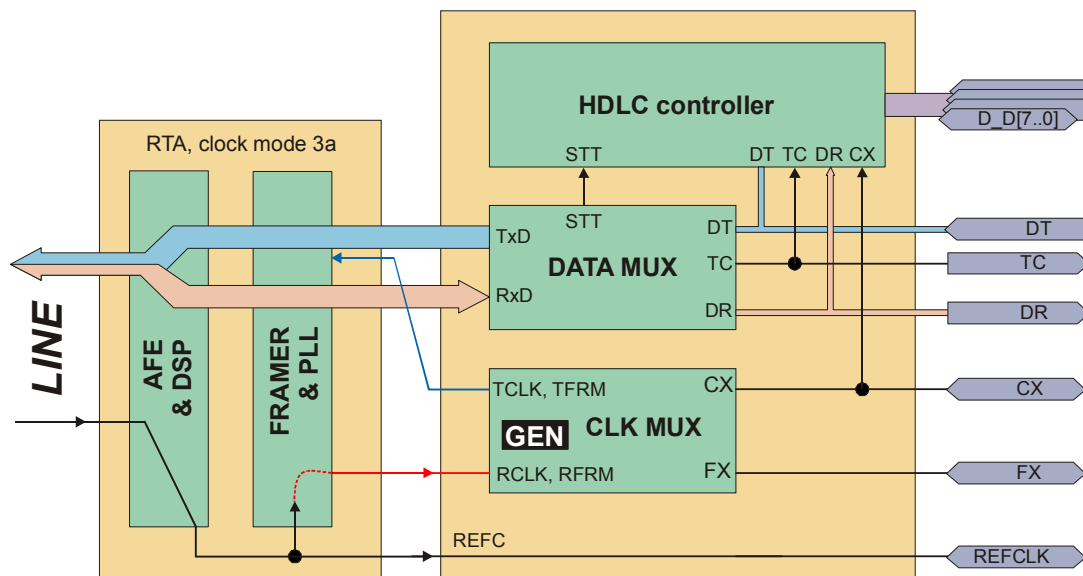 HDLC controller
STT
DT TC DR CX
D_D[7..0]
RTA, clock mode 3a
STT
TxD
RxD
DATA MUX
DT
TC
DR
DT
TC
DR
LINE
AFE
& DSP
FRAMER
& PLL
TCLK, TFRM
CX
GEN
CLK MUX
RCLK, RFRM
FX
CX
FX
REFC
REFCLK